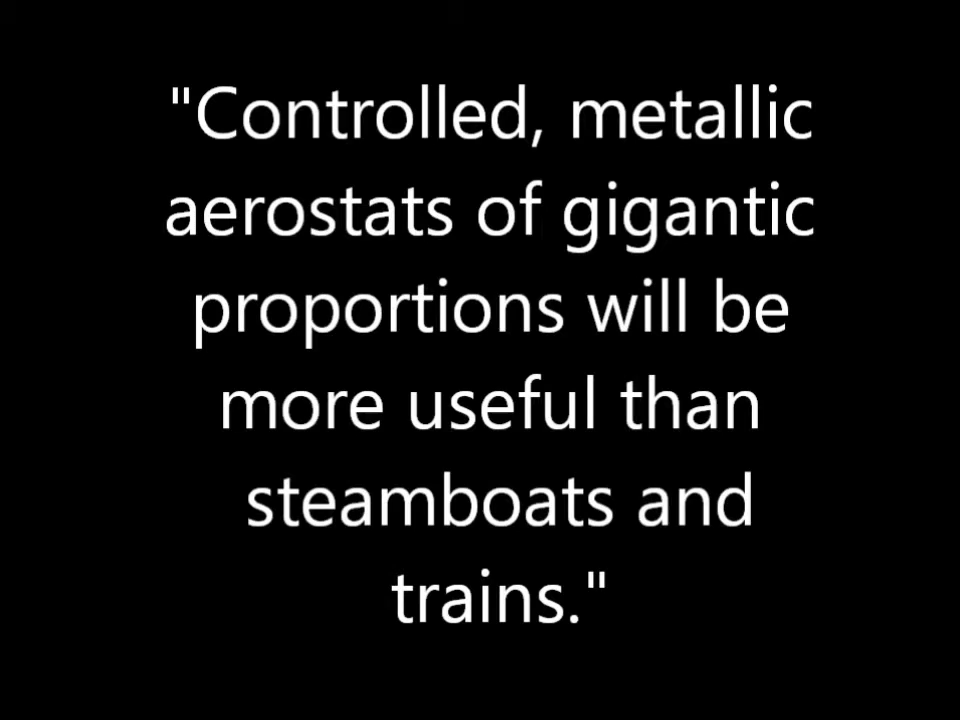 "Controlled, metallic
aerostats of gigantic
proportions will be
more useful than
steamboats and
trains."